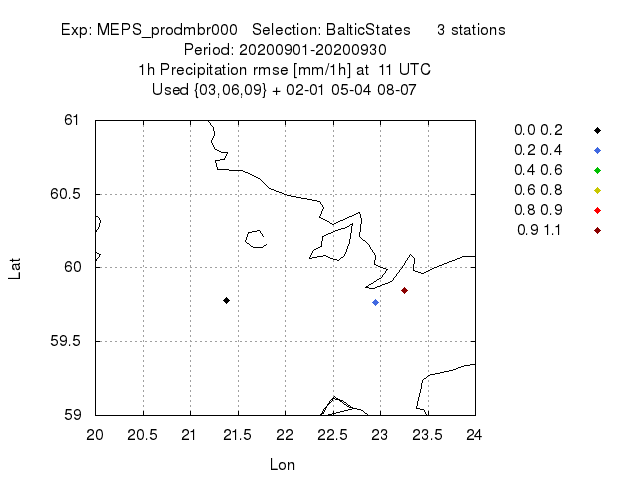 Exp: MEPS_prodmbr000 Selection: BalticStates 3 stations
Period: 20200901-20200930
1h Precipitation rmse [mm/1h] at 11 UTC
Used {03,06,09} + 02-01 05-04 08-07
61
60.5
60
59.5
59
Lat
20 20.5 21 21.5 22 22.5 23 23.5 24
Lon
0.0 0.2
0.2 0.4
0.4 0.6
0.6 0.8
0.8 0.9
0.9 1.1